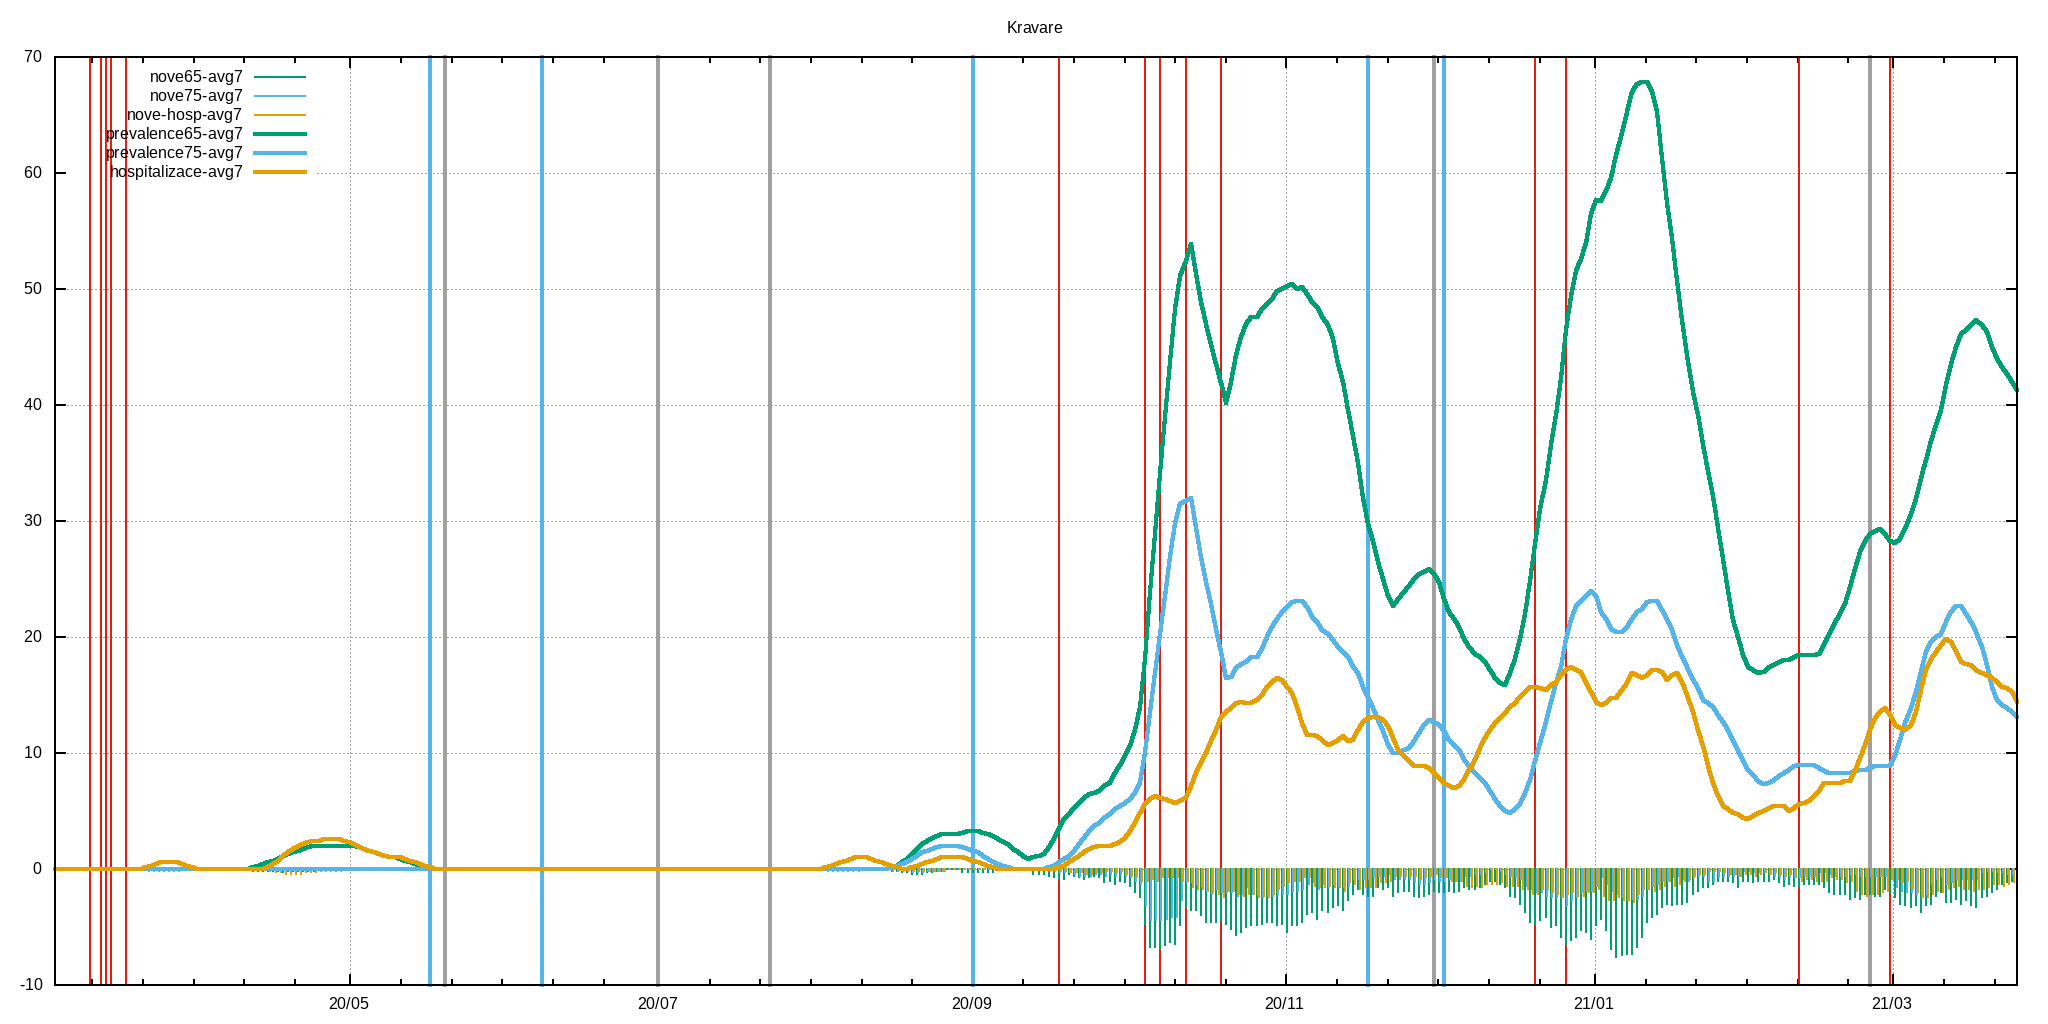 Kravare
70
60
50
40
30
20
10
0
-10
nove65-avg7
nove75-avg7
nove-hosp-avg7
prevalence65-avg7
prevalence75-avg7
hospitalizace-avg7
20/05 20/07 20/09 20/11 21/01 21/03